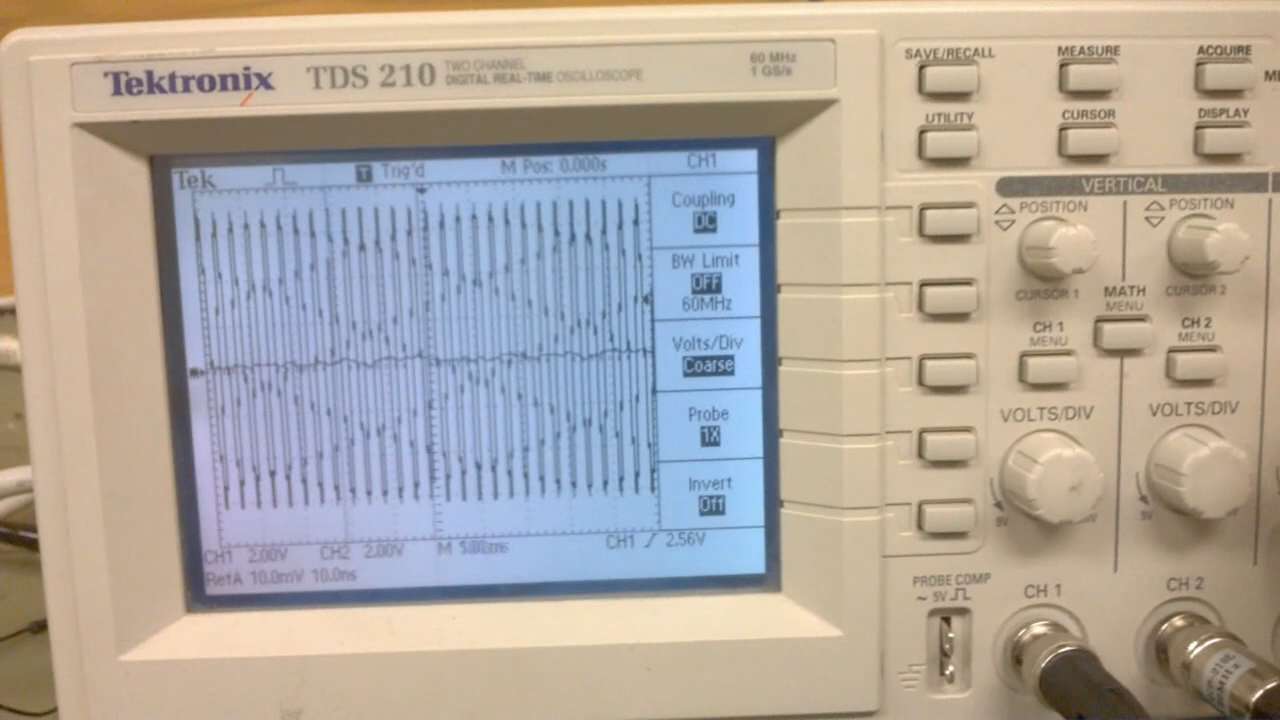 Tektronix TDS 210 TWO CHANNEL DIGITAL REAL-TIME OSCILLOSCOPE
60 MHz
1 GS/s
SAVE/RECALL MEASURE ACQUIRE
UTILITY CURSOR DISPLAY
Tek T Trig'd M Pos: 0.000s CH1
Coupling
DC
BW Limit
OFF
60MHz
Volts/Div
Coarse
Probe
1X
Invert
Off
CH1 2.00V CH2 2.00V M 5.00ms CH1 2.56V
RefA 10.0mV 10.0ns
VERTICAL
POSITION POSITION
CURSOR 1 CURSOR 2
MATH
MENU
CH 1
MENU
CH 2
MENU
VOLTS/DIV VOLTS/DIV
5V 5V
PROBE COMP
~ 5V
CH 1 CH 2